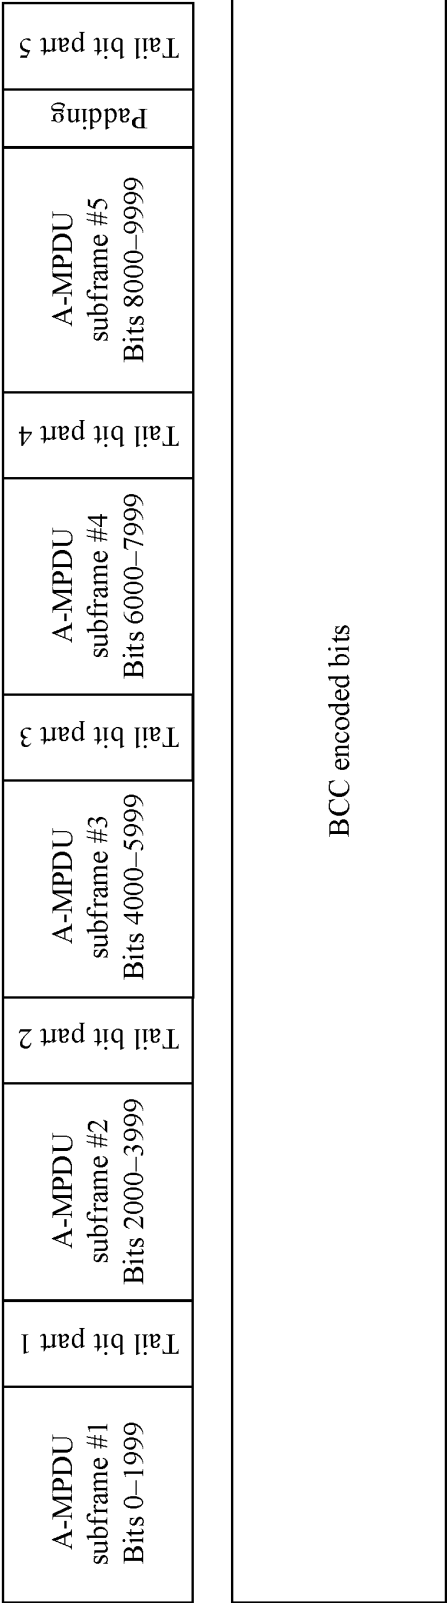 A-MPDU
subframe #1
Bits 0–1999
Tail bit part 1
A-MPDU
subframe #2
Bits 2000–3999
Tail bit part 2
A-MPDU
subframe #3
Bits 4000–5999
Tail bit part 3
A-MPDU
subframe #4
Bits 6000–7999
Tail bit part 4
A-MPDU
subframe #5
Bits 8000–9999
Padding
Tail bit part 5
BCC encoded bits